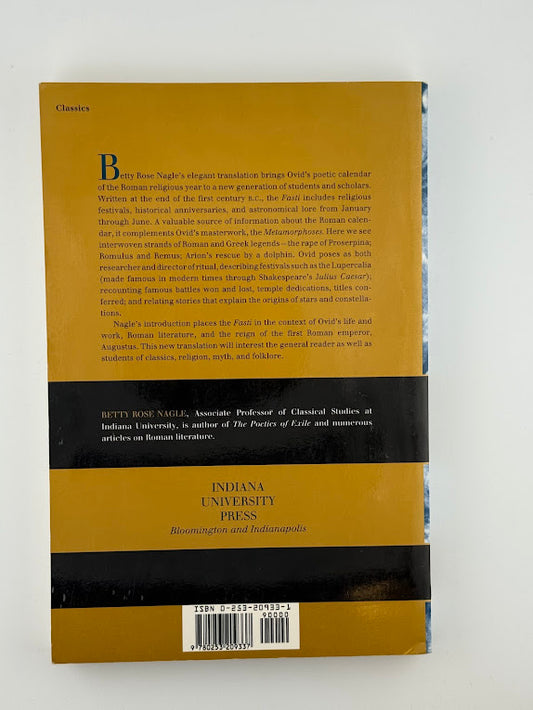 Classics
Betty Rose Nagle's elegant translation brings Ovid's poetic calendar
of the Roman religious year to a new generation of students and scholars.
Written at the end of the first century B.C., the Fasti includes religious
festivals, historical anniversaries, and astronomical lore from January
through June. A valuable source of information about the Roman calen-
dar, it complements Ovid's masterwork, the Metamorphoses. Here we see
interwoven strands of Roman and Greek legends—the rape of Proserpina;
Romulus and Remus; Arion's rescue by a dolphin. Ovid poses as both
researcher and director of ritual, describing festivals such as the Lupercalia
(made famous in modern times through Shakespeare's Julius Caesar);
recounting famous battles won and lost, temple dedications, titles con-
ferred; and relating stories that explain the origins of stars and constella-
tions.
Nagle's introduction places the Fasti in the context of Ovid's life and
work, Roman literature, and the reign of the first Roman emperor,
Augustus. This new translation will interest the general reader as well as
students of classics, religion, myth, and folklore.
BETTY ROSE NAGLE, Associate Professor of Classical Studies at
Indiana University, is author of The Poetics of Exile and numerous
articles on Roman literature.
INDIANA
UNIVERSITY
PRESS
Bloomington and Indianapolis
ISBN 0-253-20933-1
90000
9 780253 209337